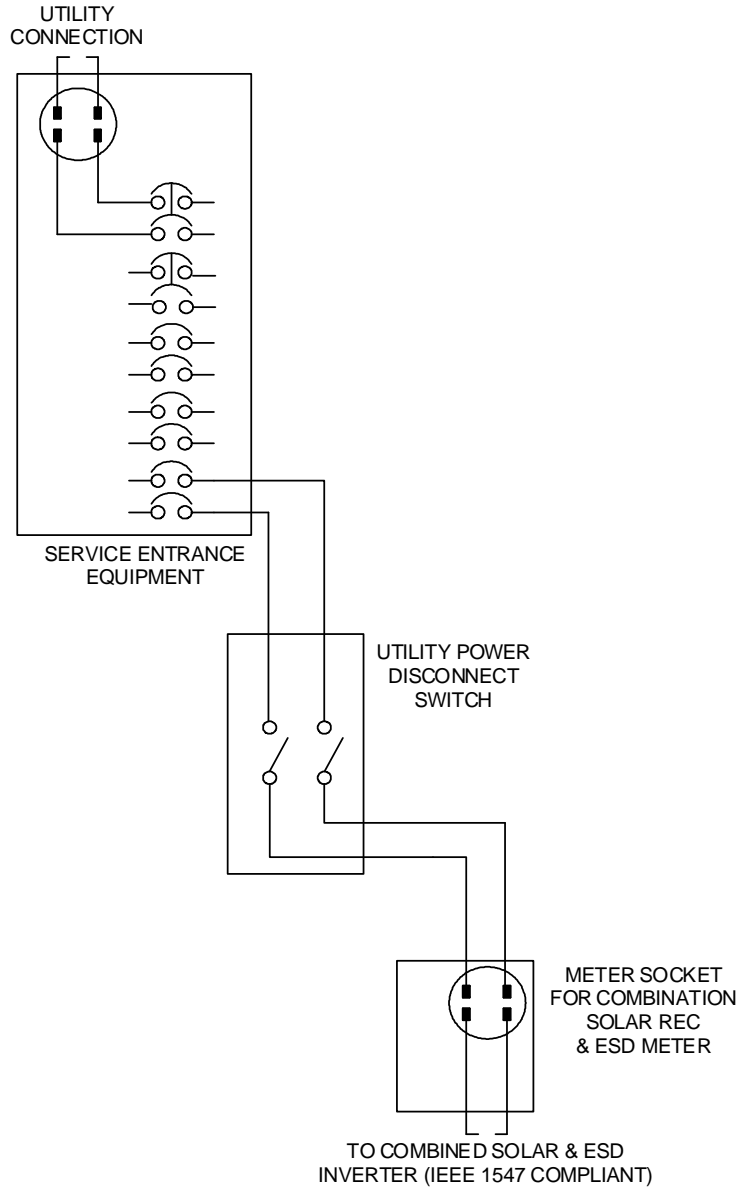 UTILITY
CONNECTION
SERVICE ENTRANCE
EQUIPMENT
UTILITY POWER
DISCONNECT
SWITCH
METER SOCKET
FOR COMBINATION
SOLAR REC
& ESD METER
TO COMBINED SOLAR & ESD
INVERTER (IEEE 1547 COMPLIANT)